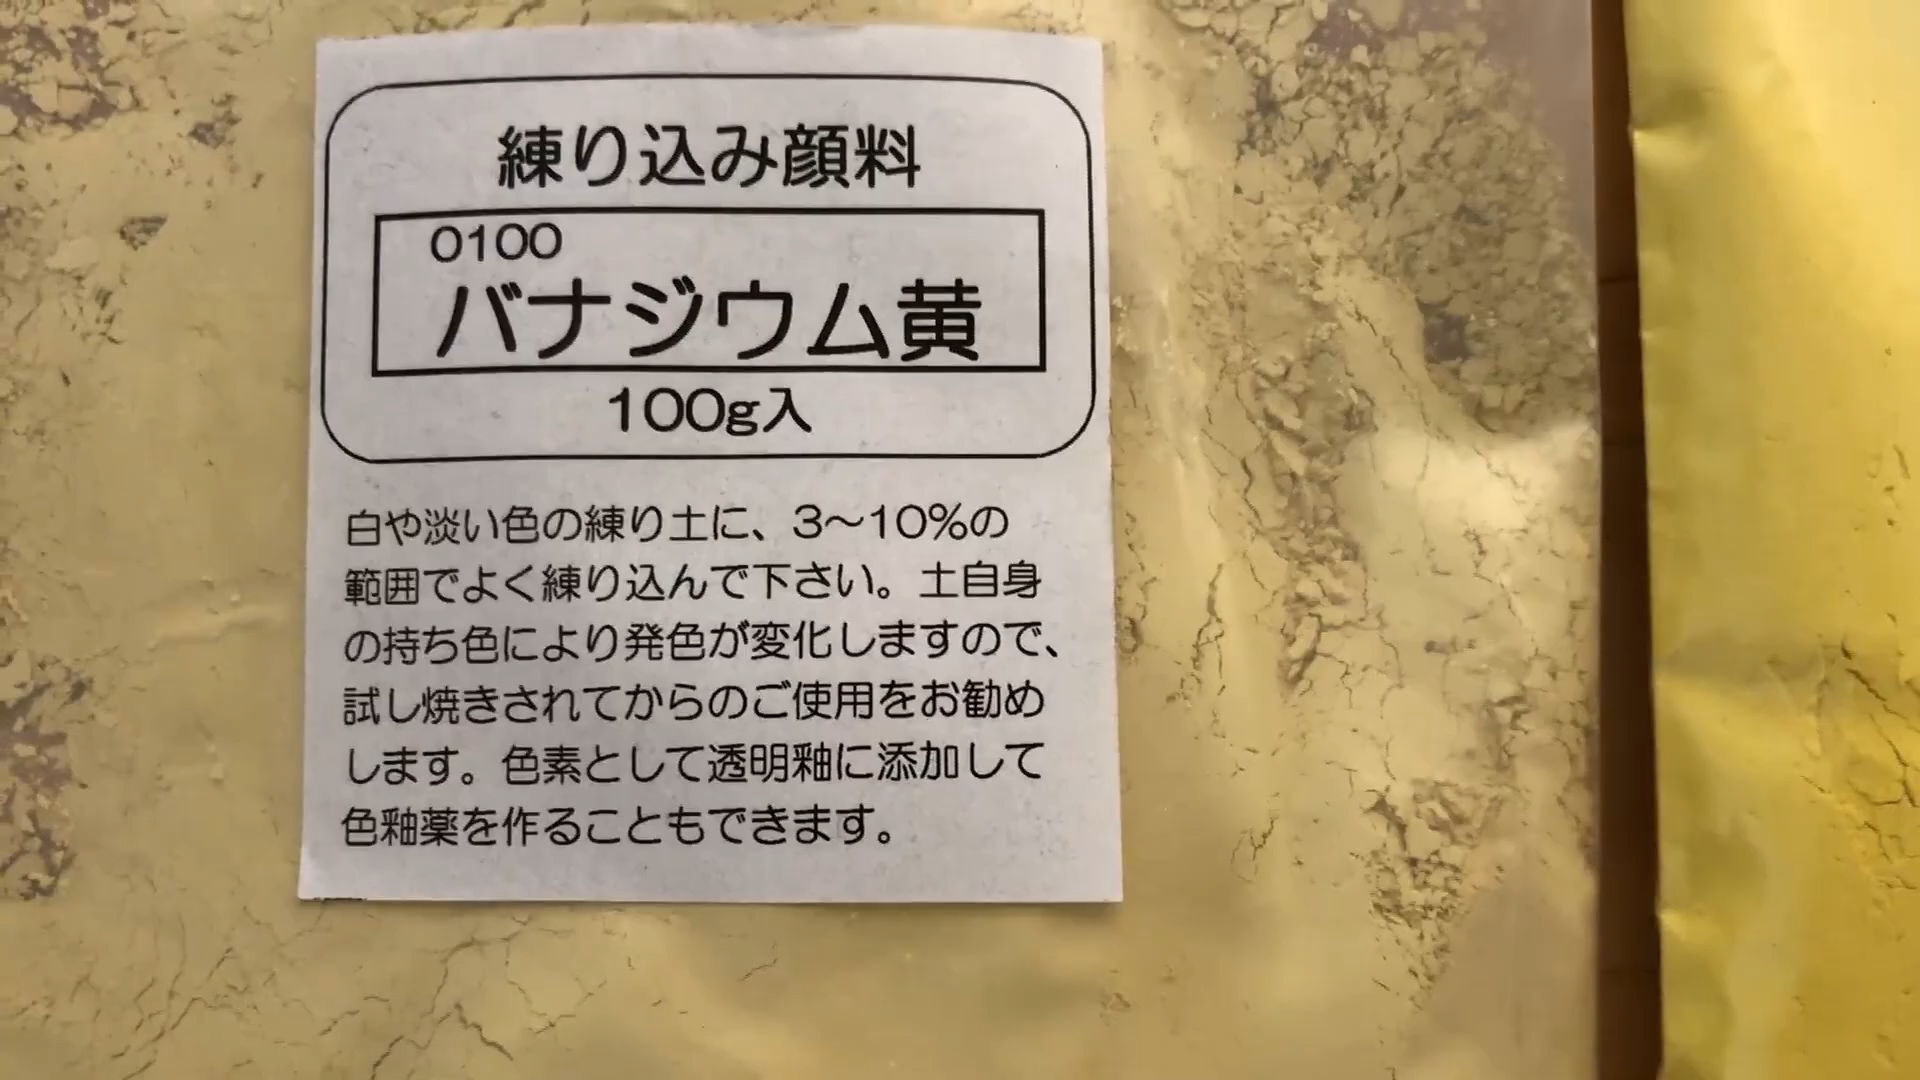 練り込み顔料
0100
バナジウム黄
100g入
白や淡い色の練り土に、3〜10%の
範囲でよく練り込んで下さい。土自身
の持ち色により発色が変化しますので、
試し焼きされてからのご使用をお勧め
します。色素として透明釉に添加して
色釉薬を作ることもできます。